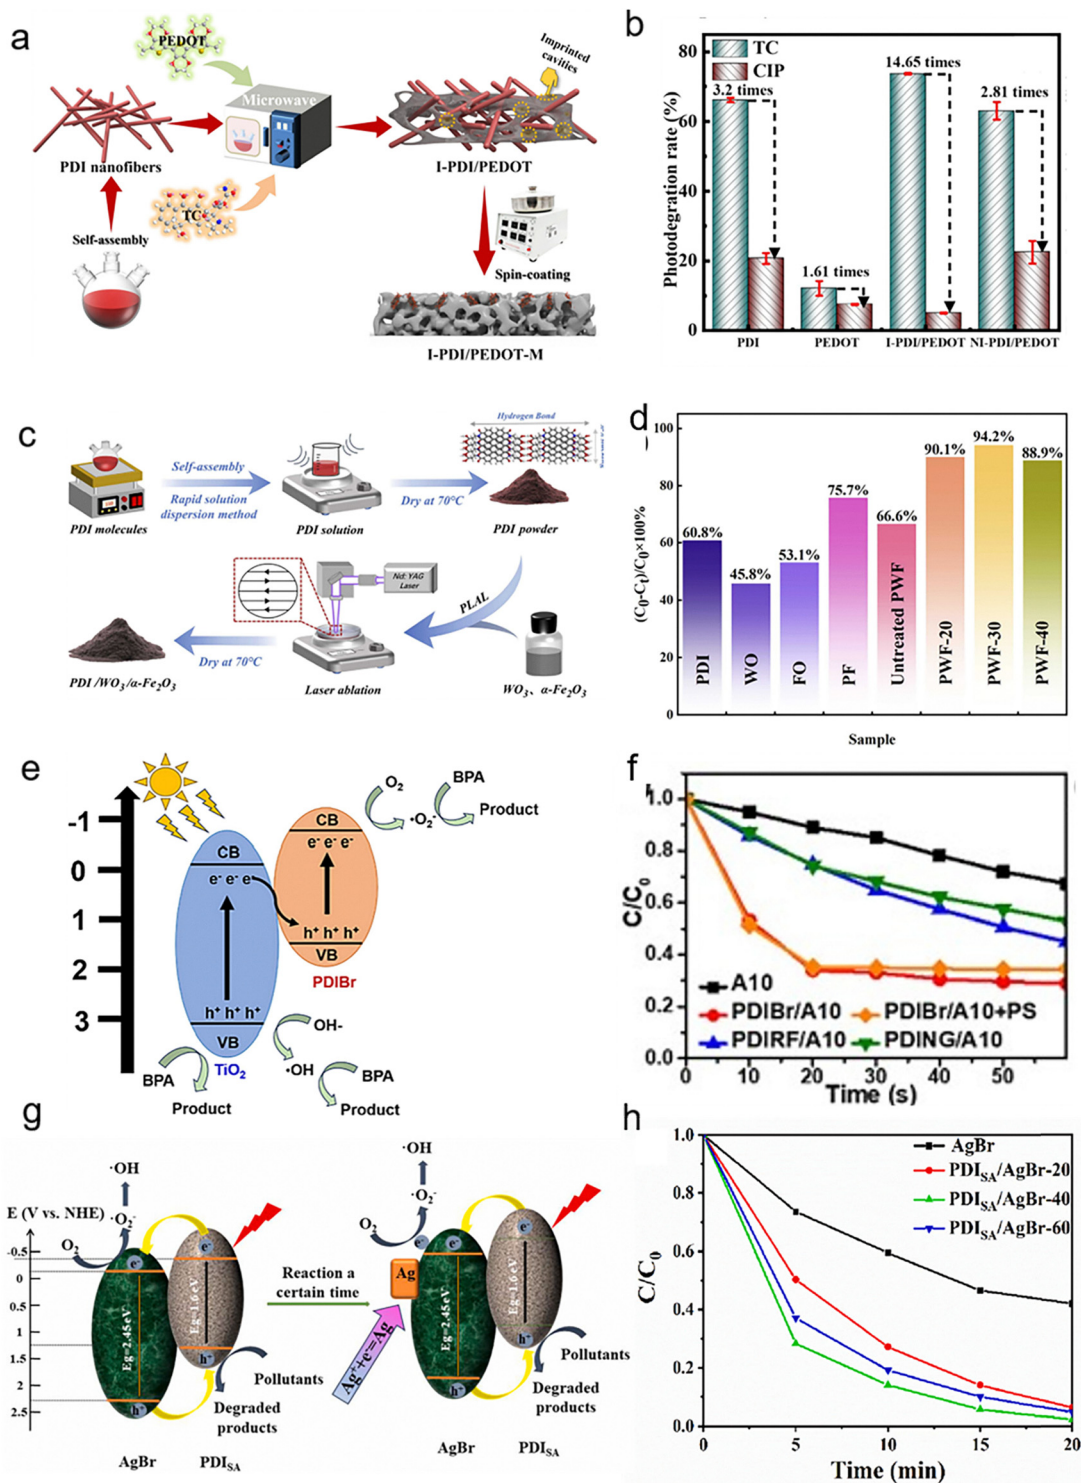 a
PEDOT
Microwave
Imprinted
cavities
PDI nanofibers
TC
I-PDI/PEDOT
Self-assembly
Spin-coating
I-PDI/PEDOT-M
b
TC
CIP
3.2 times
1.61 times
14.65 times
2.81 times
Photodegration rate (%)
80
60
40
20
0
PDI
PEDOT
I-PDI/PEDOT
NI-PDI/PEDOT
c
Hydrogen Bond
Self-assembly
Rapid solution
dispersion method
Dry at 70°C
PDI molecules
PDI solution
PDI powder
Nd: YAG
Laser
PLAL
Dry at 70°C
PDI /WO3/α-Fe2O3
Laser ablation
WO3、α-Fe2O3
d
(C0-Ct)/C0×100%
100
80
60
40
20
0
60.8%
45.8%
53.1%
75.7%
66.6%
90.1%
94.2%
88.9%
PDI
WO
FO
PF
Untreated PWF
PWF-20
PWF-30
PWF-40
Sample
e
-1
0
1
2
3
CB
e- e- e-
h+ h+ h+
VB
TiO2
CB
e- e- e-
h+ h+ h+
VB
PDIBr
O2
·O2-
BPA
Product
OH-
·OH
BPA
Product
BPA
Product
f
C/C0
1.0
0.8
0.6
0.4
0.2
0.0
A10
PDIBr/A10
PDIBr/A10+PS
PDIRF/A10
PDING/A10
0 10 20 30 40 50
Time (s)
g
·OH
·O2-
E (V vs. NHE)
O2
-0.5
0
0.5
1
1.5
2
2.5
e-
e-
Eg=2.45eV
Eg=1.6eV
h+
h+
Pollutants
Degraded
products
AgBr
PDISA
Reaction a
certain time
·OH
·O2-
O2
Ag
Ag++e-=Ag
e-
e-
e-
Eg=2.45eV
Eg=1.6eV
h+
h+
Pollutants
Degraded
products
AgBr
PDISA
h
C/C0
1.0
0.8
0.6
0.4
0.2
0.0
AgBr
PDISA/AgBr-20
PDISA/AgBr-40
PDISA/AgBr-60
0 5 10 15 20
Time (min)